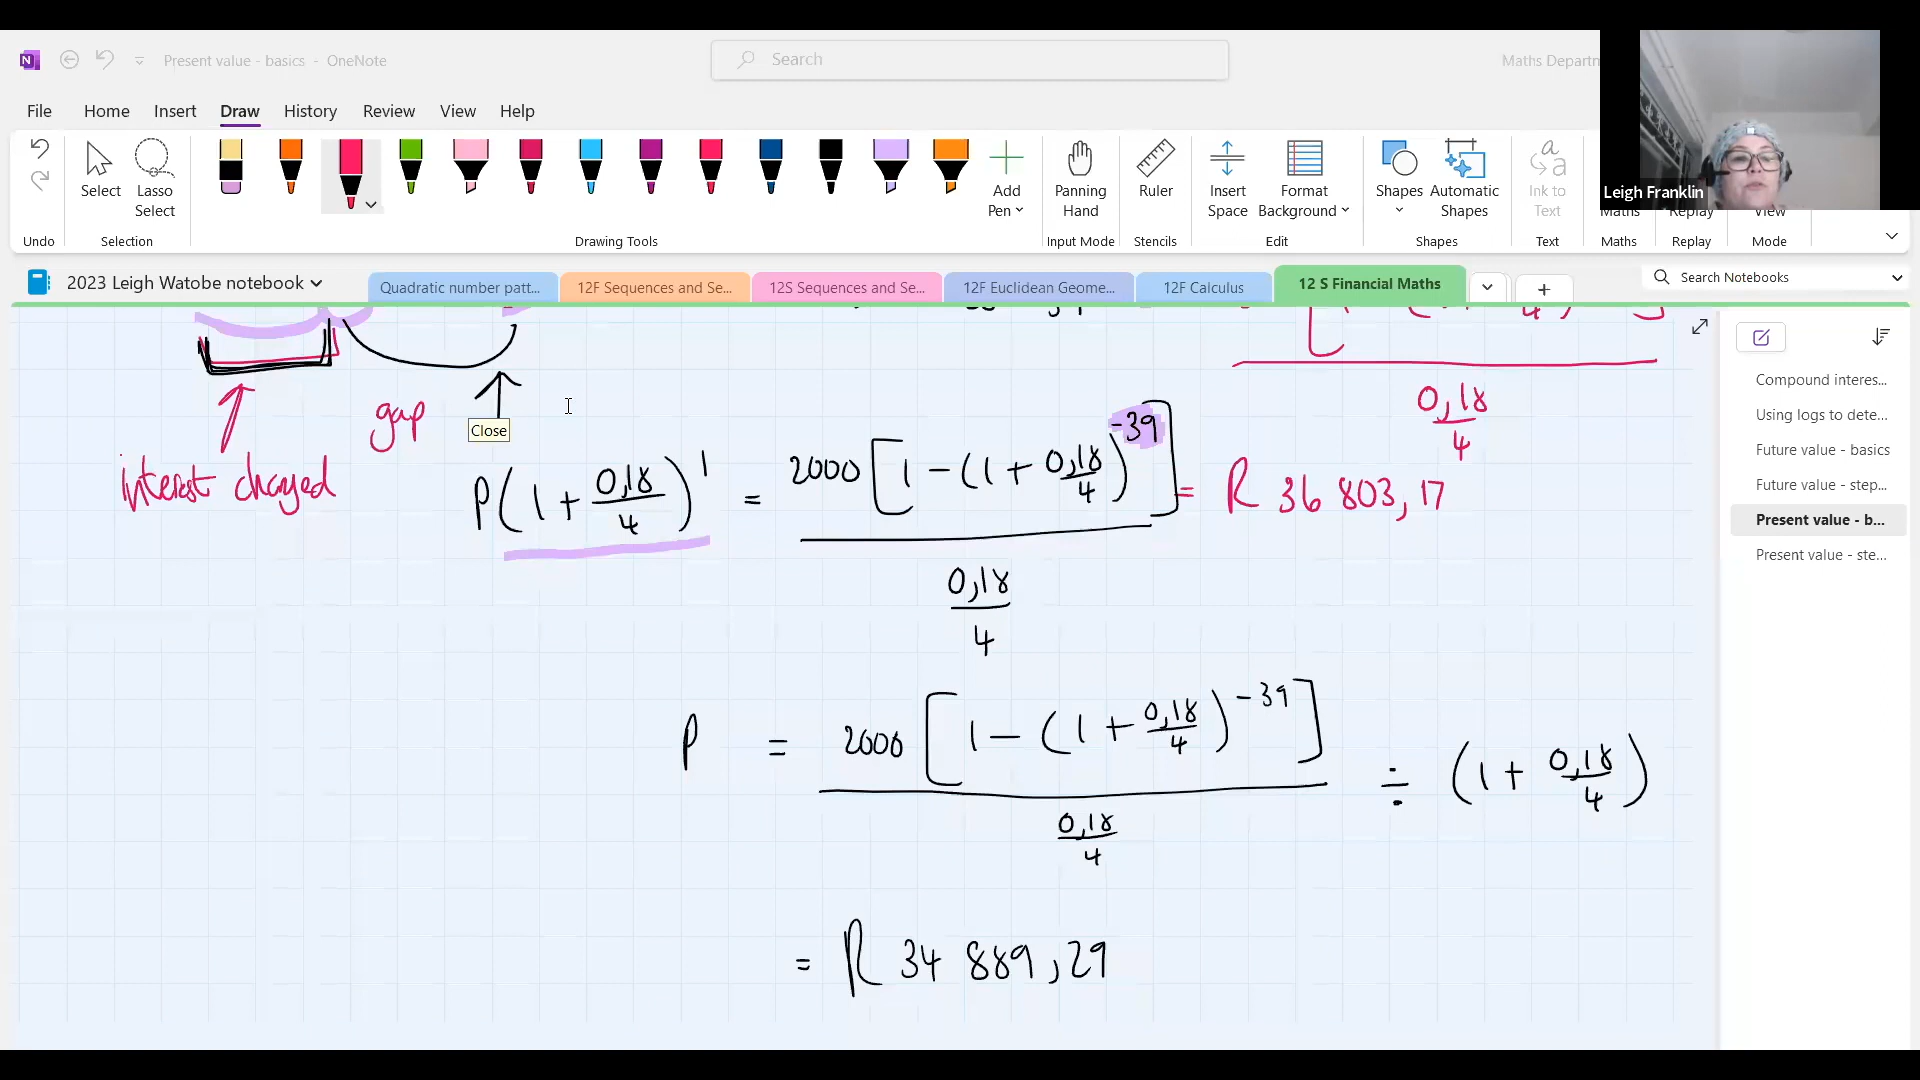 Present value - basics - OneNote
Search
Maths Departm
File Home Insert Draw History Review View Help
Undo
Select
Lasso Select
Add Pen
Panning Hand
Ruler
Insert Space
Format Background
Shapes
Automatic Shapes
Ink to Text
Maths
Replay
View
Leigh Franklin
Selection
Drawing Tools
Input Mode
Stencils
Edit
Shapes
Text
Maths
Replay
Mode
2023 Leigh Watobe notebook
Quadratic number patt...
12F Sequences and Se...
12S Sequences and Se...
12F Euclidean Geome...
12F Calculus
12 S Financial Maths
Search Notebooks
Compound interes...
Using logs to dete...
Future value - basics
Future value - step...
Present value - b...
Present value - ste...
0,18/4
gap
Close
interest charged
P(1 + 0,18/4)^1 = 2000[1 - (1 + 0,18/4)^-39] / (0,18/4) = R 36 803,17
P = 2000[1 - (1 + 0,18/4)^-39] / (0,18/4) ÷ (1 + 0,18/4)
= R 34 889,29